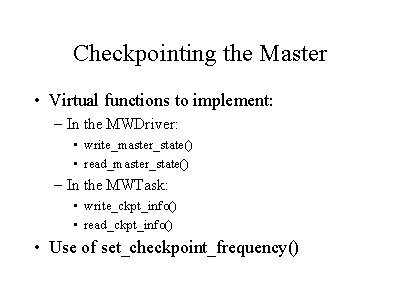 Checkpointing the Master
• Virtual functions to implement:
– In the MWDriver:
• write_master_state()
• read_master_state()
– In the MWTask:
• write_ckpt_info()
• read_ckpt_info()
• Use of set_checkpoint_frequency()